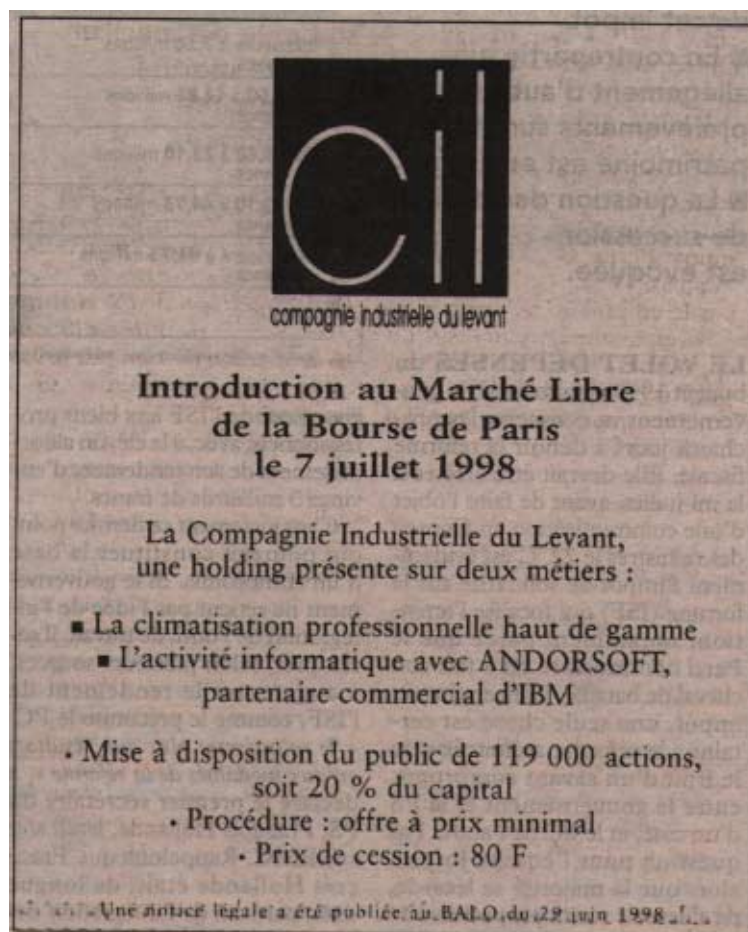 cil
compagnie industrielle du levant
Introduction au Marché Libre
de la Bourse de Paris
le 7 juillet 1998
La Compagnie Industrielle du Levant,
une holding présente sur deux métiers :
■ La climatisation professionnelle haut de gamme
■ L'activité informatique avec ANDORSOFT,
partenaire commercial d'IBM
• Mise à disposition du public de 119 000 actions,
soit 20 % du capital
• Procédure : offre à prix minimal
• Prix de cession : 80 F
Une notice légale a été publiée au BALO du 29 juin 1998